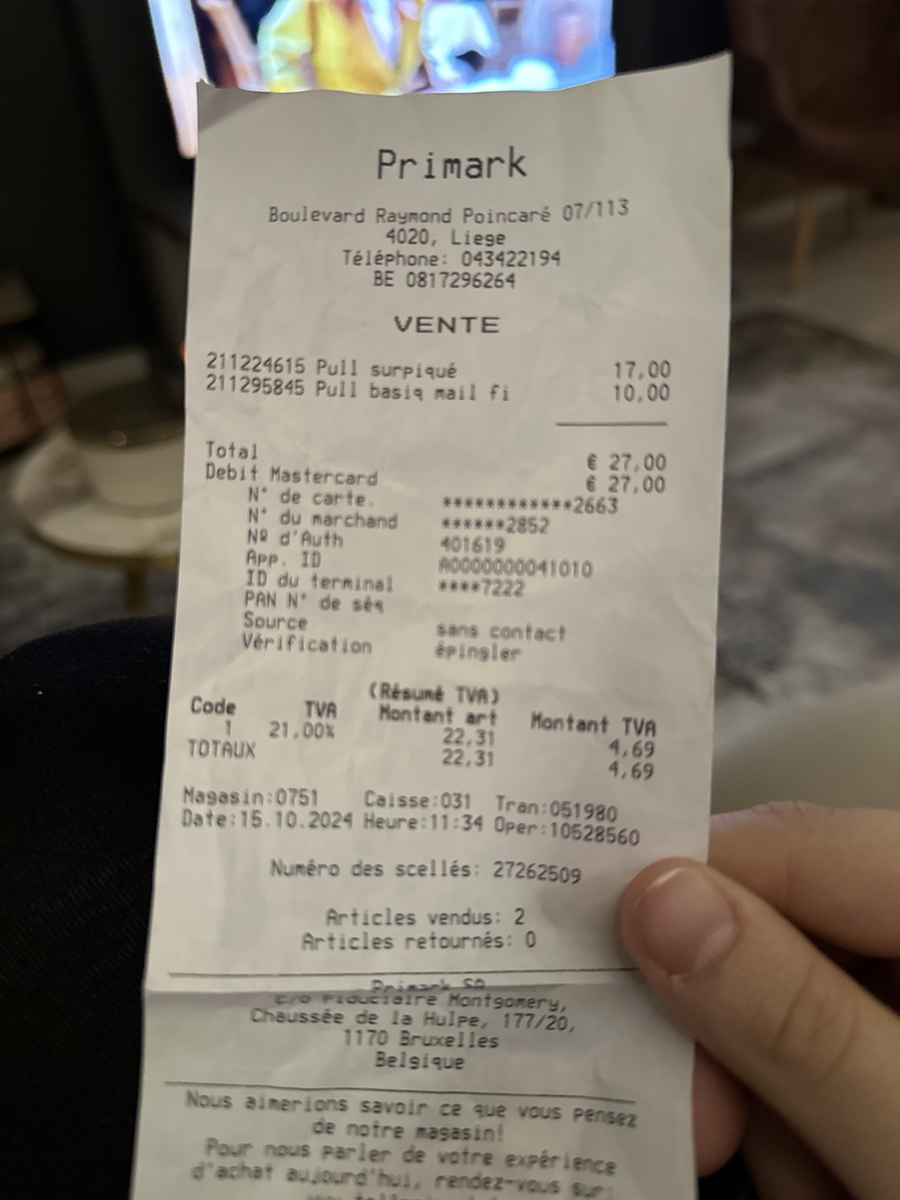 Primark
Boulevard Raymond Poincaré 07/113
4020, Liege
Téléphone: 043422194
BE 0817296264
VENTE
211224615 Pull surpiqué 17,00
211295845 Pull basiq mail fi 10,00
Total € 27,00
Debit Mastercard € 27,00
N° de carte. ************2663
N° du marchand ******2852
Nº d'Auth 401619
App. ID A0000000041010
ID du terminal ****7222
PAN N° de séq
Source sans contact
Vérification épingler
(Résumé TVA)
Code TVA Montant art Montant TVA
1 21,00% 22,31 4,69
TOTAUX 22,31 4,69
Magasin:0751 Caisse:031 Tran:051980
Date:15.10.2024 Heure:11:34 Oper:10528560
Numéro des scellés: 27262509
Articles vendus: 2
Articles retournés: 0
Primark SA
c/o Fiduciaire Montgomery,
Chaussée de la Hulpe, 177/20,
1170 Bruxelles
Belgique
Nous aimerions savoir ce que vous pensez
de notre magasin!
Pour nous parler de votre expérience
d'achat aujourd'hui, rendez-vous sur: